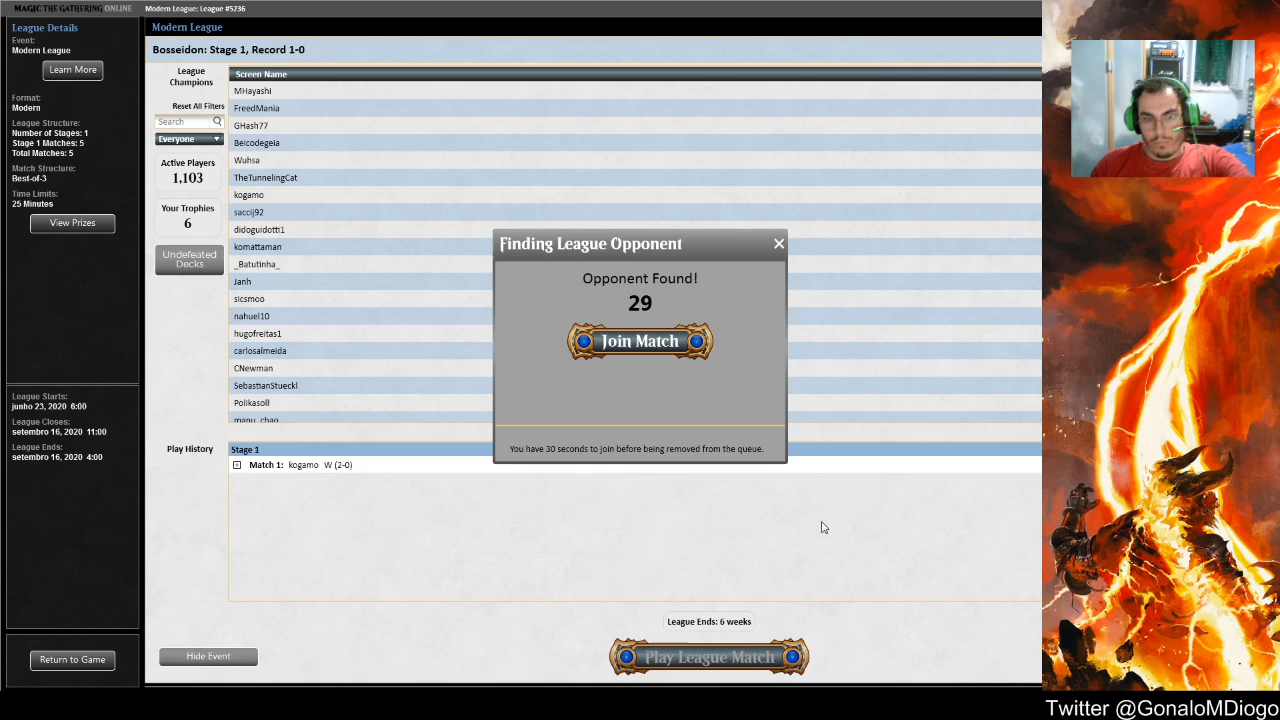 MAGIC THE GATHERING ONLINE
Modern League: League #5236
League Details
Event:
Modern League
Learn More
Format:
Modern
League Structure:
Number of Stages: 1
Stage 1 Matches: 5
Total Matches: 5
Match Structure:
Best-of-3
Time Limits:
25 Minutes
View Prizes
League Starts:
junho 23, 2020 6:00
League Closes:
setembro 16, 2020 11:00
League Ends:
setembro 16, 2020 4:00
Return to Game
Modern League
Bosseidon: Stage 1, Record 1-0
League
Champions
Reset All Filters
Search
Everyone
Active Players
1,103
Your Trophies
6
Undefeated
Decks
Screen Name
MHayashi
FreedMania
GHash77
Beicodegeia
Wuhsa
TheTunnelingCat
kogamo
saccij92
didoguidotti1
komattaman
_Batutinha_
Janh
sicsmoo
nahuel10
hugofreitas1
carlosalmeida
CNewman
SebastianStueckl
Polikasoll
manu_chao
Finding League Opponent
Opponent Found!
29
Join Match
You have 30 seconds to join before being removed from the queue.
Play History
Stage 1
Match 1: kogamo W (2-0)
League Ends: 6 weeks
Hide Event
Play League Match
Twitter @GonaloMDiogo